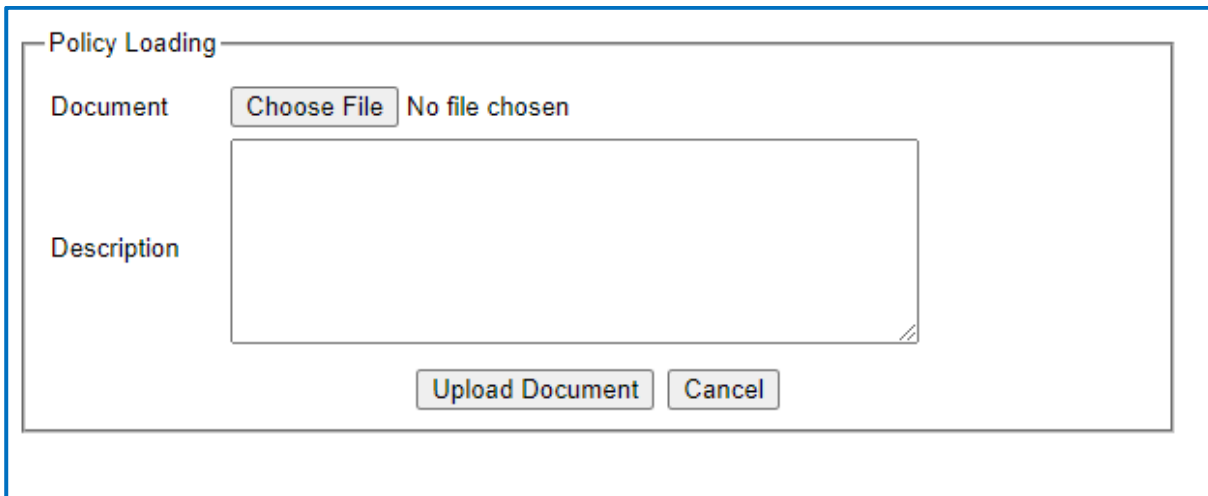 Policy Loading
Document Choose File No file chosen
Description
Upload Document Cancel